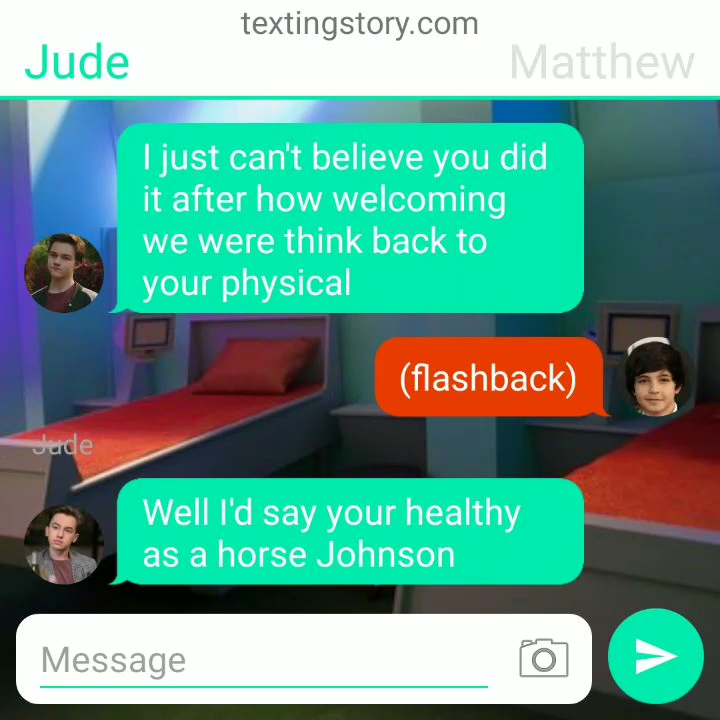 textingstory.com
Jude
Matthew
I just can't believe you did
it after how welcoming
we were think back to
your physical
(flashback)
Jude
Well I'd say your healthy
as a horse Johnson
Message